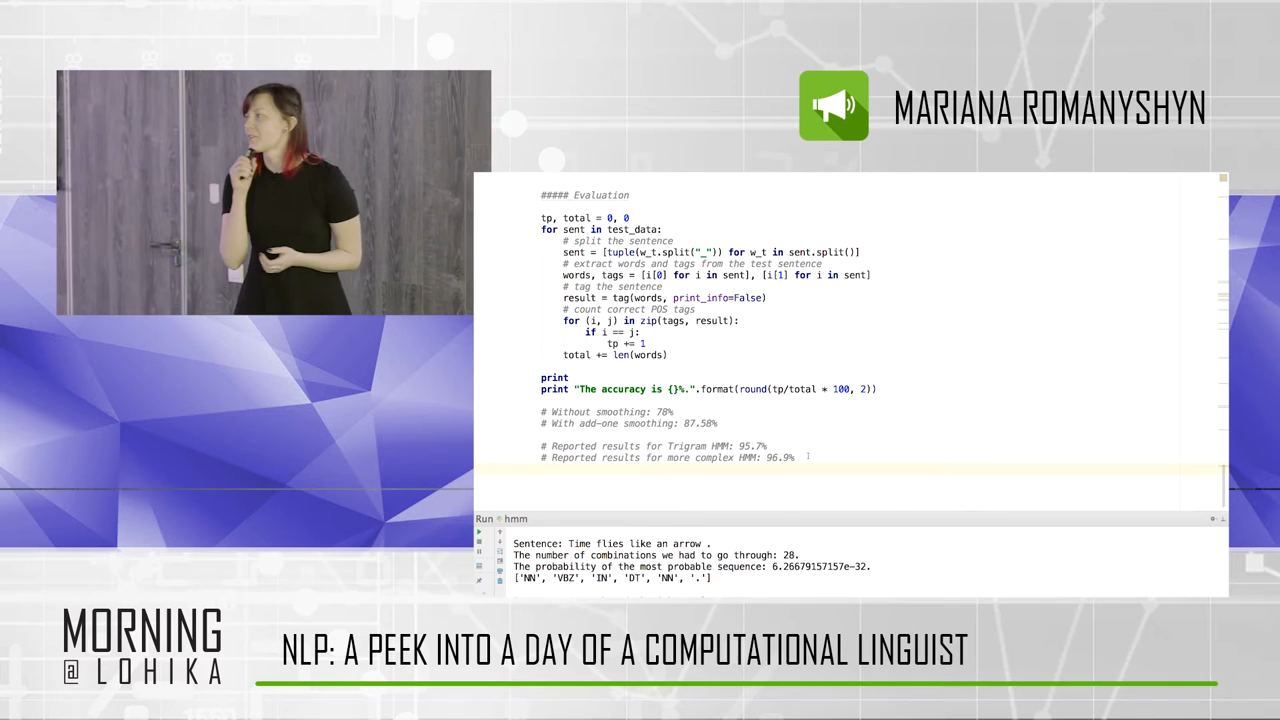 MARIANA ROMANYSHYN
##### Evaluation
tp, total = 0, 0
for sent in test_data:
# split the sentence
sent = [tuple(w_t.split("_")) for w_t in sent.split()]
# extract words and tags from the test sentence
words, tags = [i[0] for i in sent], [i[1] for i in sent]
# tag the sentence
result = tag(words, print_info=False)
# count correct POS tags
for (i, j) in zip(tags, result):
if i == j:
tp += 1
total += len(words)
print
print "The accuracy is {}%.".format(round(tp/total * 100, 2))
# Without smoothing: 78%
# With add-one smoothing: 87.58%
# Reported results for Trigram HMM: 95.7%
# Reported results for more complex HMM: 96.9%
Run hmm
Sentence: Time flies like an arrow .
The number of combinations we had to go through: 28.
The probability of the most probable sequence: 6.26679157157e-32.
['NN', 'VBZ', 'IN', 'DT', 'NN', '.']
MORNING
@ LOHIKA
NLP: A PEEK INTO A DAY OF A COMPUTATIONAL LINGUIST